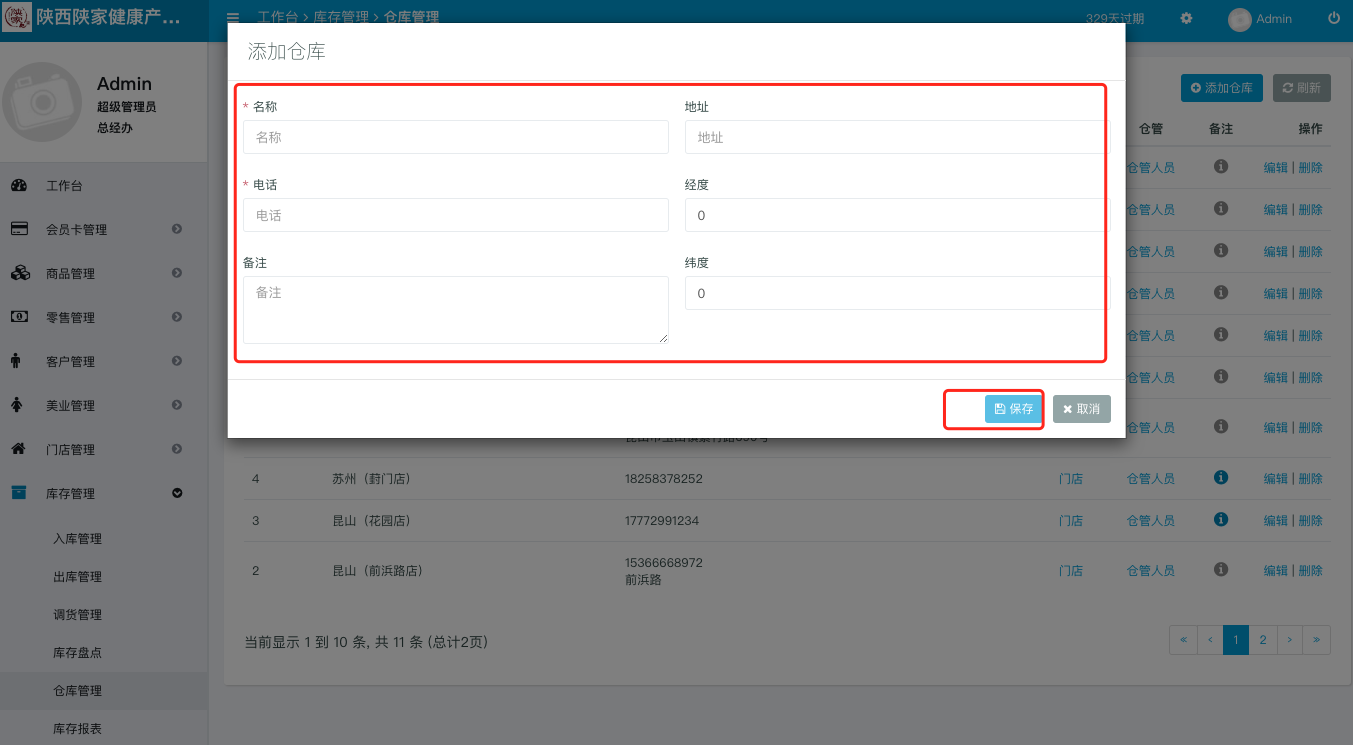 陕西陕家健康产...
工作台 > 库存管理 > 仓库管理
329天过期
Admin
Admin
超级管理员
总经办
工作台
会员卡管理
商品管理
零售管理
客户管理
美业管理
门店管理
库存管理
入库管理
出库管理
调货管理
库存盘点
仓库管理
库存报表
添加仓库
* 名称
名称
地址
地址
* 电话
电话
经度
0
备注
备注
纬度
0
保存
取消
添加仓库
刷新
仓管 备注 操作
仓管人员 编辑 | 删除
仓管人员 编辑 | 删除
仓管人员 编辑 | 删除
仓管人员 编辑 | 删除
仓管人员 编辑 | 删除
仓管人员 编辑 | 删除
仓管人员 编辑 | 删除
4 苏州（葑门店） 18258378252 门店 仓管人员 编辑 | 删除
3 昆山（花园店） 17772991234 门店 仓管人员 编辑 | 删除
2 昆山（前浜路店） 15366668972 门店 仓管人员 编辑 | 删除
前浜路
当前显示 1 到 10 条, 共 11 条 (总计2页)
« ‹ 1 2 › »